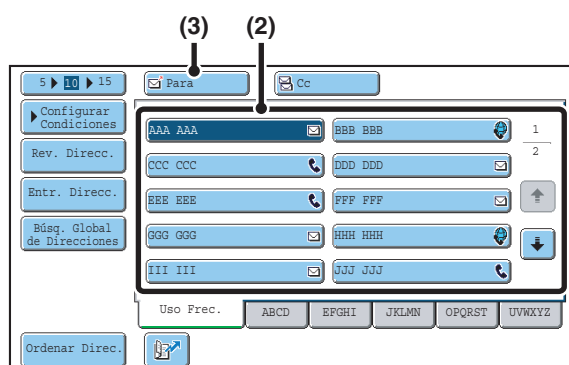 (3) (2)
5 10 15 Para Cc
Configurar
Condiciones
Rev. Direcc.
Entr. Direcc.
Búsq. Global
de Direcciones
AAA AAA BBB BBB
CCC CCC DDD DDD
EEE EEE FFF FFF
GGG GGG HHH HHH
III III JJJ JJJ
1
2
Uso Frec. ABCD EFGHI JKLMN OPQRST UVWXYZ
Ordenar Direc.